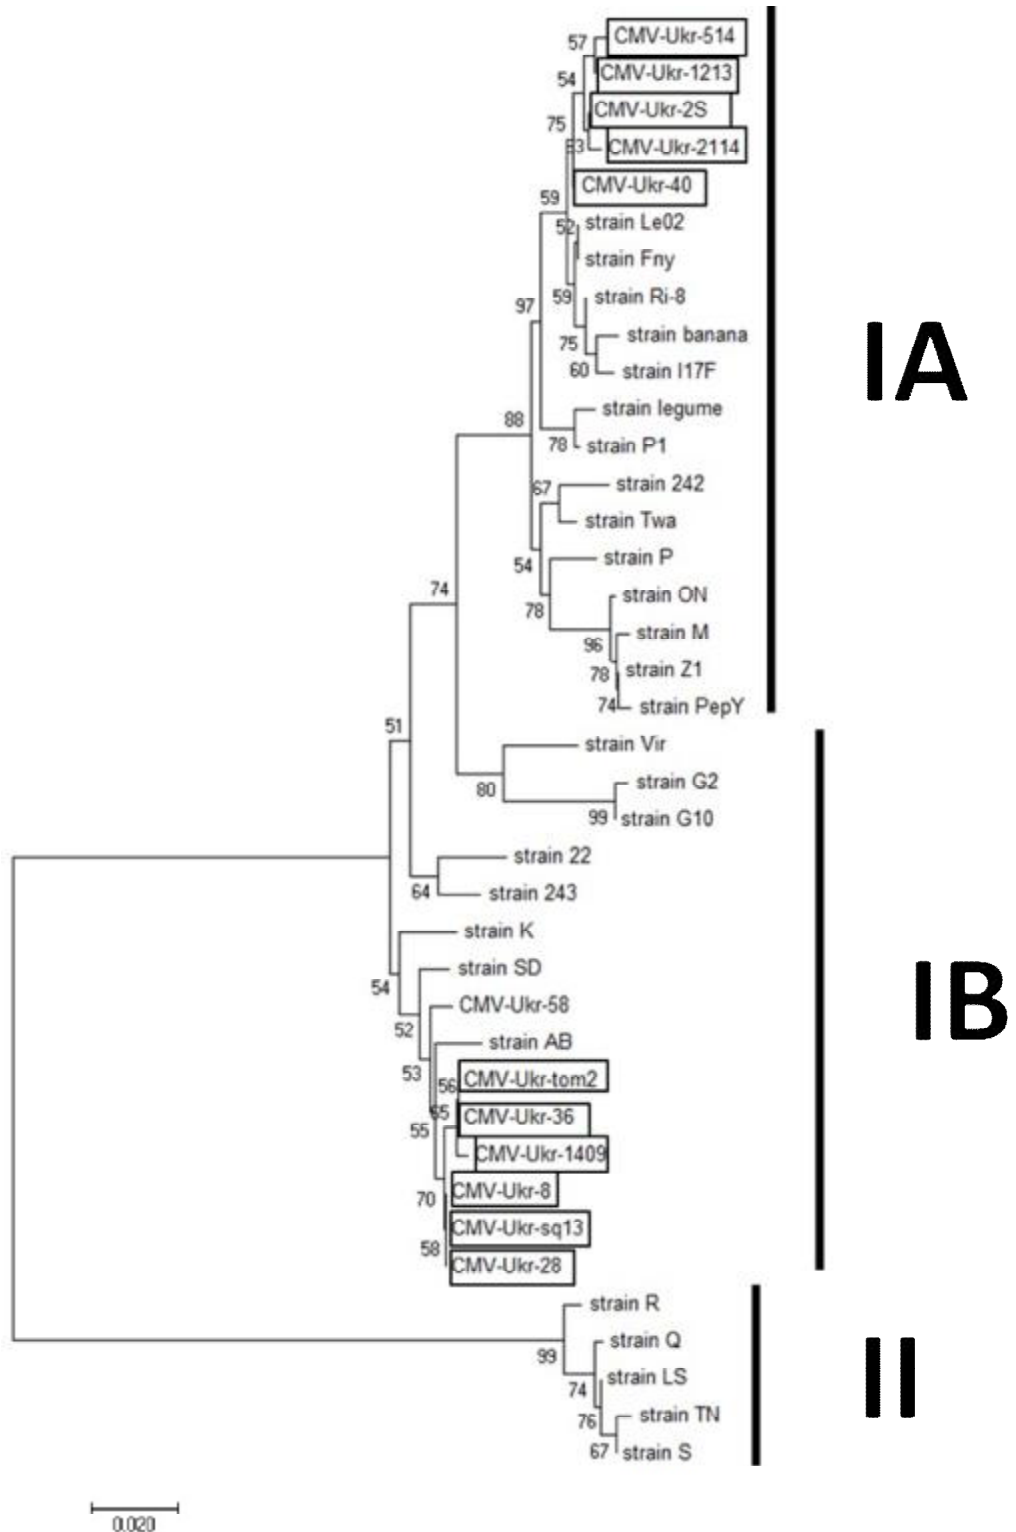 57
CMV-Ukr-514
CMV-Ukr-1213
54
CMV-Ukr-2S
75
CMV-Ukr-2114
CMV-Ukr-40
59
strain Le02
52
strain Fny
strain Ri-8
59
97
strain banana
75
strain I17F
60
strain legume
88
strain P1
78
strain 242
67
strain Twa
strain P
54
strain ON
78
74
strain M
96
strain Z1
78
strain PepY
74
IA
51
strain Vir
strain G2
80
strain G10
99
strain 22
strain 243
64
strain K
strain SD
54
CMV-Ukr-58
52
strain AB
53
CMV-Ukr-tom2
56
CMV-Ukr-36
55
CMV-Ukr-1409
CMV-Ukr-8
70
CMV-Ukr-sq13
58
CMV-Ukr-28
IB
strain R
strain Q
99
strain LS
74
strain TN
76
strain S
67
II
0.020